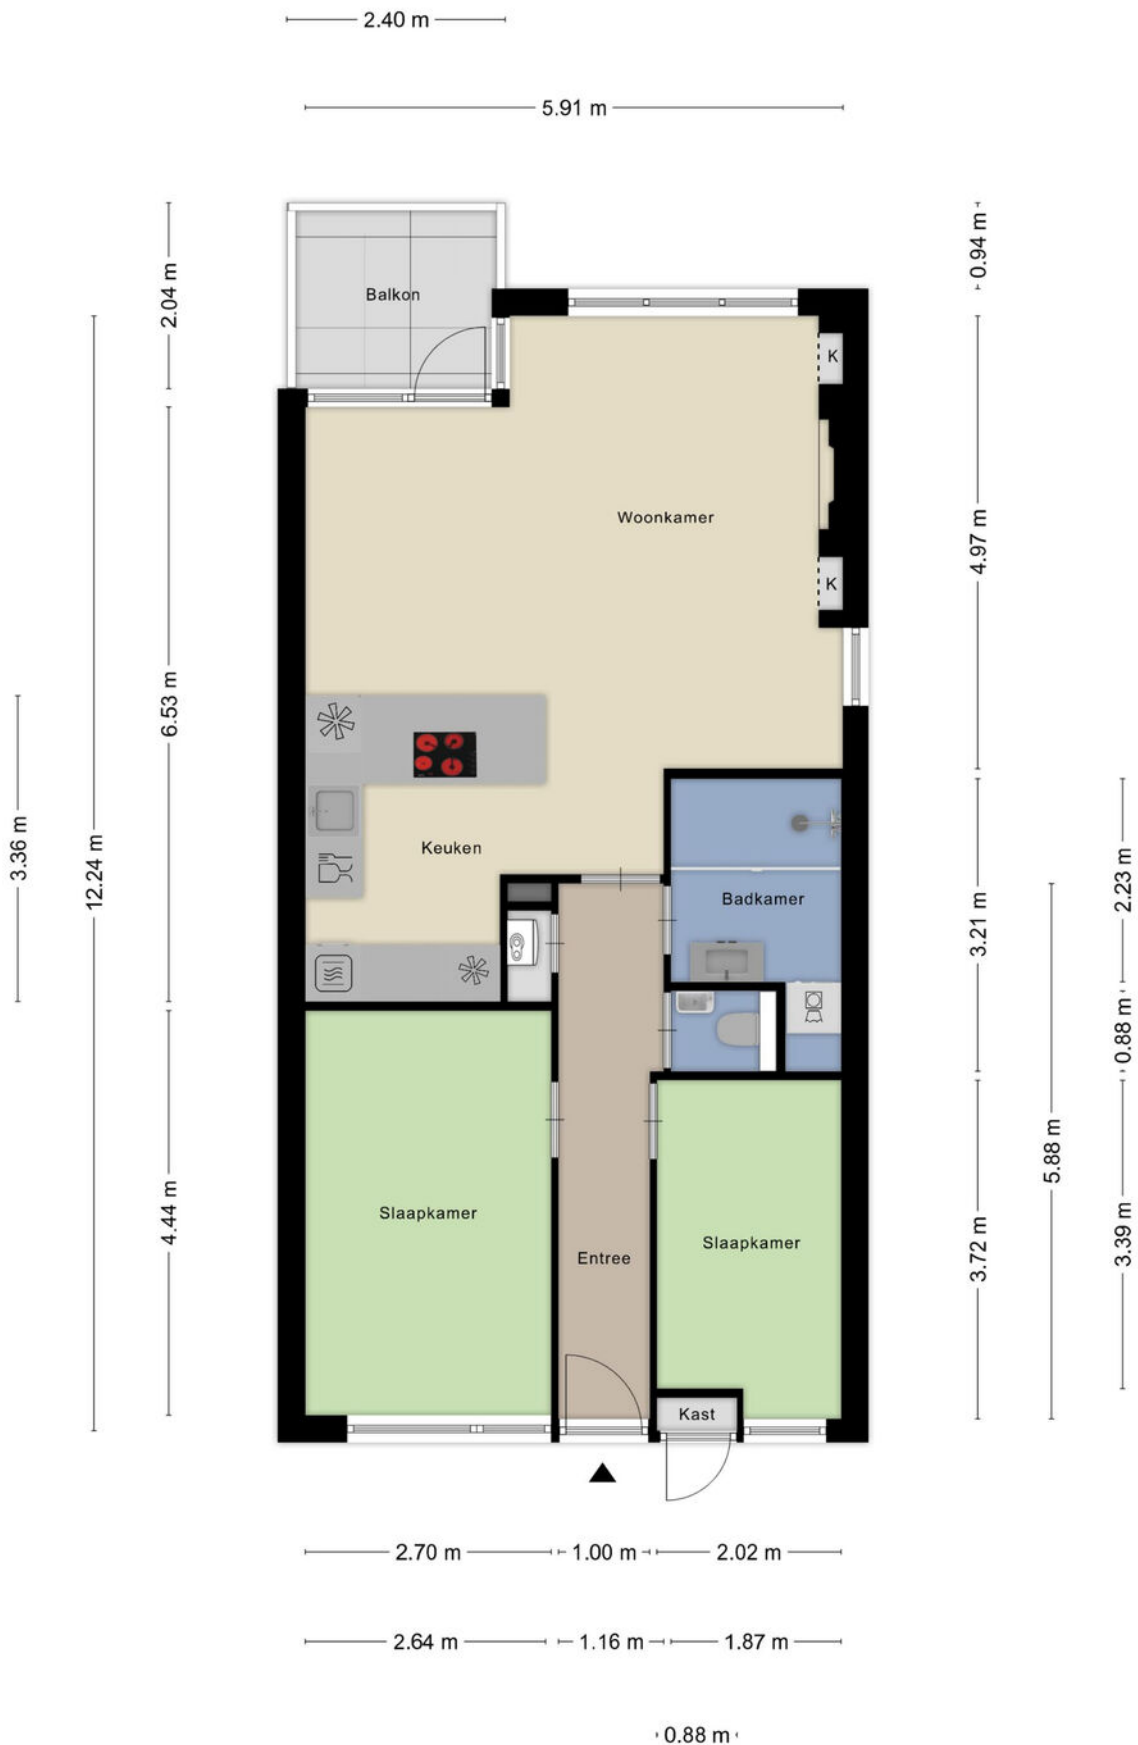 2.40 m
5.91 m
0.94 m
2.04 m
Balkon
K
Woonkamer
4.97 m
K
6.53 m
3.36 m
12.24 m
Keuken
Badkamer
3.21 m
2.23 m
0.88 m
5.88 m
4.44 m
Slaapkamer
Slaapkamer
Entree
3.72 m
3.39 m
Kast
2.70 m
1.00 m
2.02 m
2.64 m
1.16 m
1.87 m
0.88 m